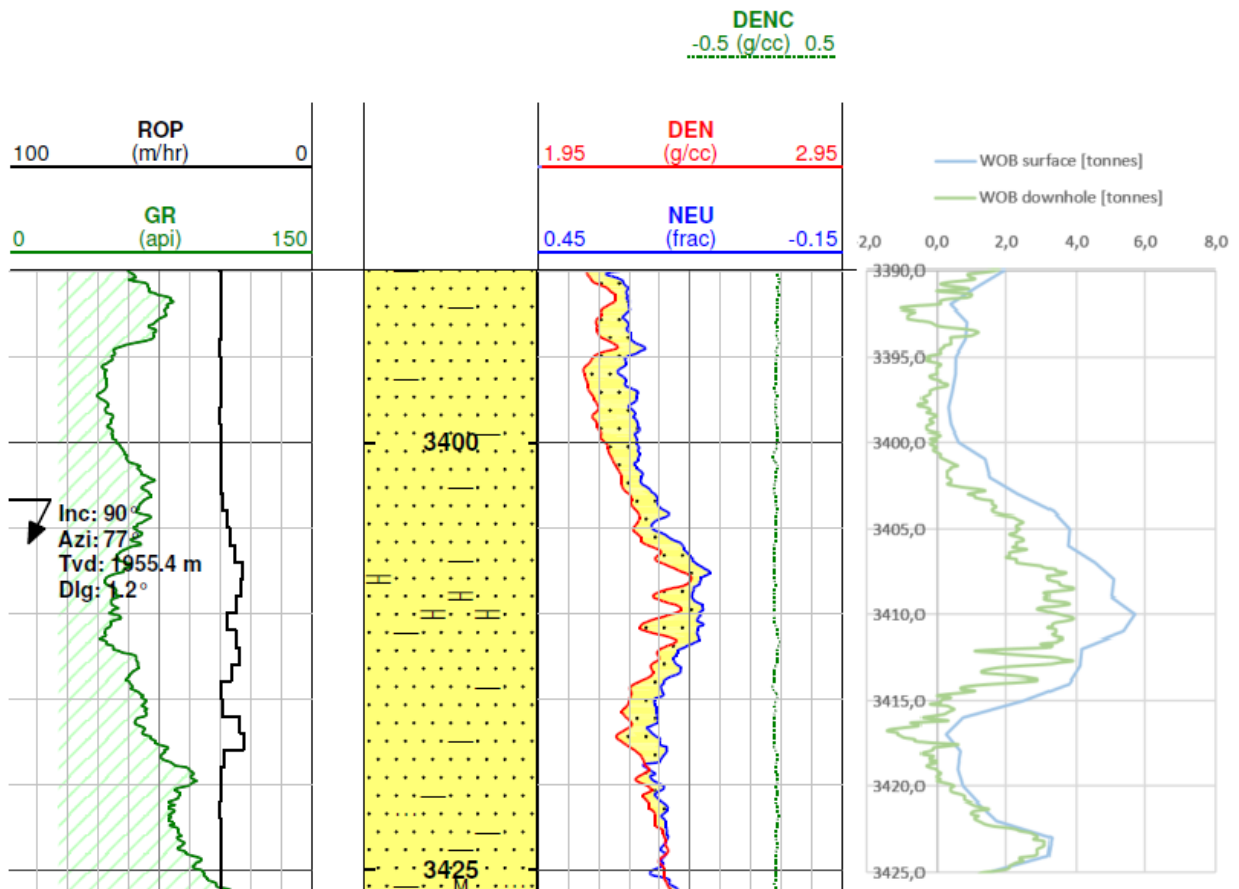 DENC
-0.5 (g/cc) 0.5
ROP
100 (m/hr) 0
DEN
1.95 (g/cc) 2.95
WOB surface [tonnes]
WOB downhole [tonnes]
GR
0 (api) 150
NEU
0.45 (frac) -0.15
2,0 0,0 2,0 4,0 6,0 8,0
3390,0
3395,0
3400
3400,0
Inc: 90°
Azi: 77°
Tvd: 1955.4 m
Dlg: 1.2°
3405,0
3410,0
3415,0
3420,0
3425
M
3425,0